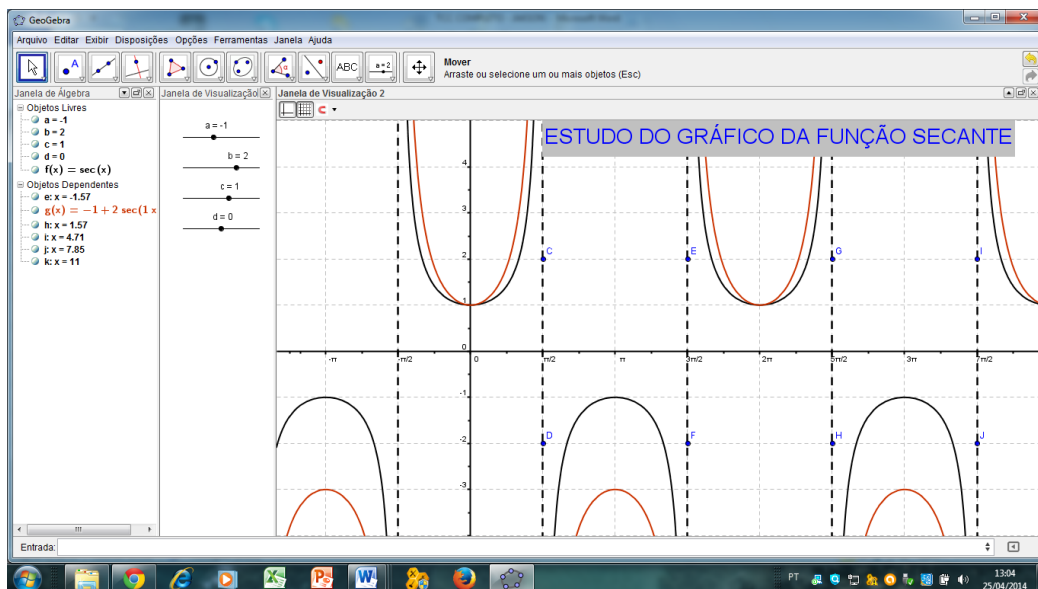 GeoGebra
Arquivo Editar Exibir Disposições Opções Ferramentas Janela Ajuda
A
α
ABC
a = 2
Mover
Arraste ou selecione um ou mais objetos (Esc)
Janela de Álgebra
Janela de Visualização
Janela de Visualização 2
Objetos Livres
a = -1
b = 2
c = 1
d = 0
f(x) = sec(x)
Objetos Dependentes
e: x = -1.57
g(x) = −1 + 2 sec(1 x
h: x = 1.57
i: x = 4.71
j: x = 7.85
k: x = 11
a = -1
b = 2
c = 1
d = 0
ESTUDO DO GRÁFICO DA FUNÇÃO SECANTE
4
3
2
1
0
-1
-2
-3
-π
-π/2
0
π/2
π
3π/2
2π
5π/2
3π
7π/2
C
E
G
I
D
F
H
J
Entrada:
PT
13:04
25/04/2014